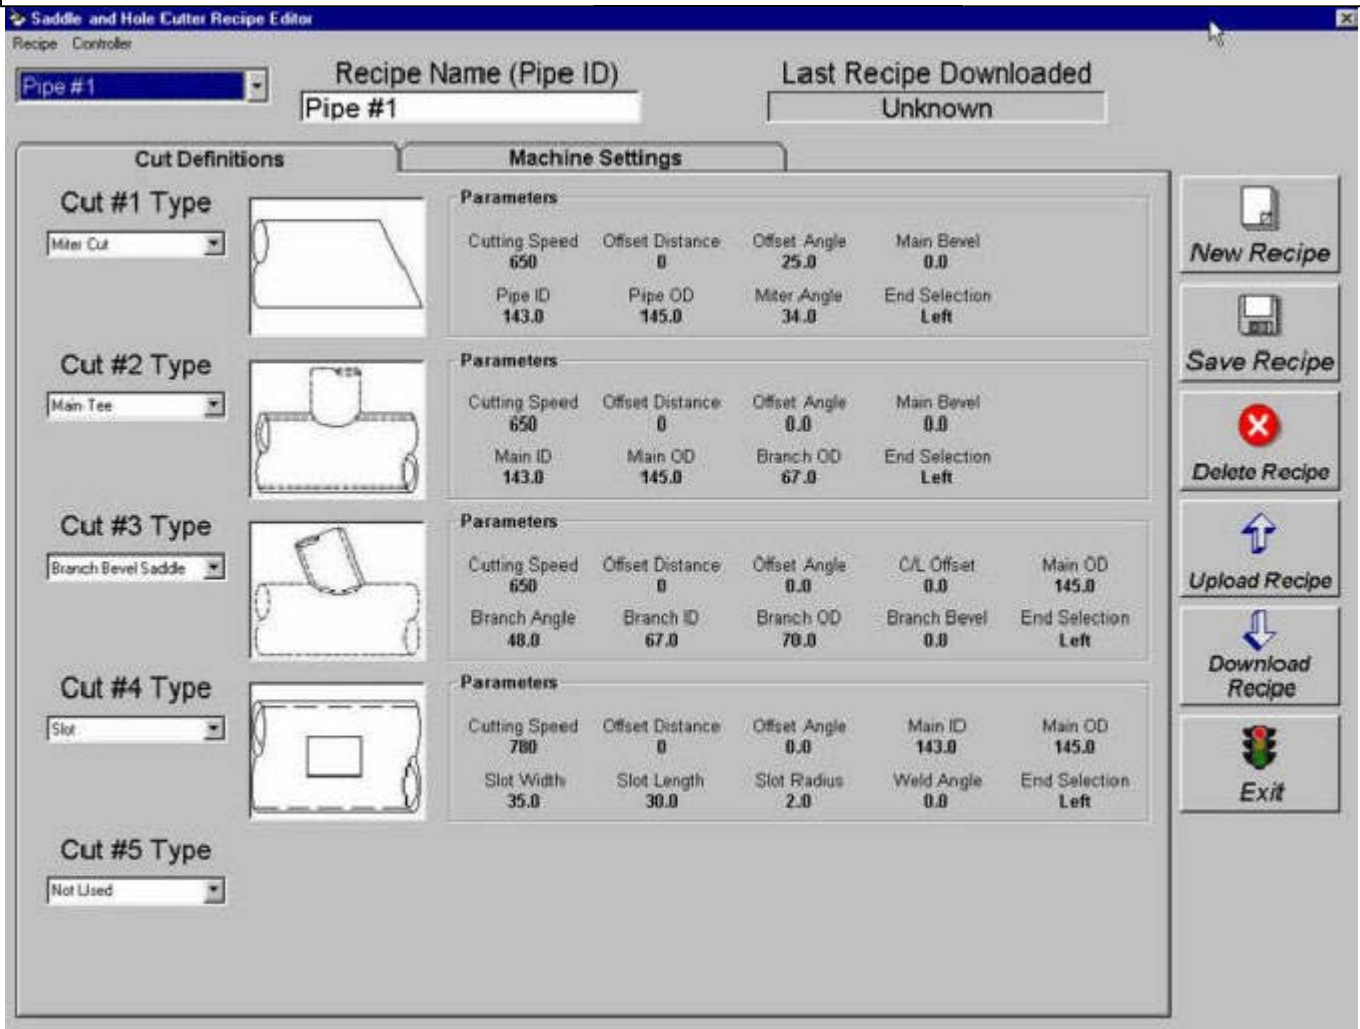 Saddle and Hole Cutter Recipe Editor
Recipe Controller
Pipe #1
Recipe Name (Pipe ID)
Pipe #1
Last Recipe Downloaded
Unknown
Cut Definitions
Machine Settings
Cut #1 Type
Miter Cut
Parameters
Cutting Speed Offset Distance Offset Angle Main Bevel
650 0 25.0 0.0
Pipe ID Pipe OD Miter Angle End Selection
143.0 145.0 34.0 Left
Cut #2 Type
Main Tee
Parameters
Cutting Speed Offset Distance Offset Angle Main Bevel
650 0 0.0 0.0
Main ID Main OD Branch OD End Selection
143.0 145.0 67.0 Left
Cut #3 Type
Branch Bevel Saddle
Parameters
Cutting Speed Offset Distance Offset Angle C/L Offset Main OD
650 0 0.0 0.0 145.0
Branch Angle Branch ID Branch OD Branch Bevel End Selection
48.0 67.0 70.0 0.0 Left
Cut #4 Type
Slot
Parameters
Cutting Speed Offset Distance Offset Angle Main ID Main OD
780 0 0.0 143.0 145.0
Slot Width Slot Length Slot Radius Weld Angle End Selection
35.0 30.0 2.0 0.0 Left
Cut #5 Type
Not Used
New Recipe
Save Recipe
Delete Recipe
Upload Recipe
Download
Recipe
Exit